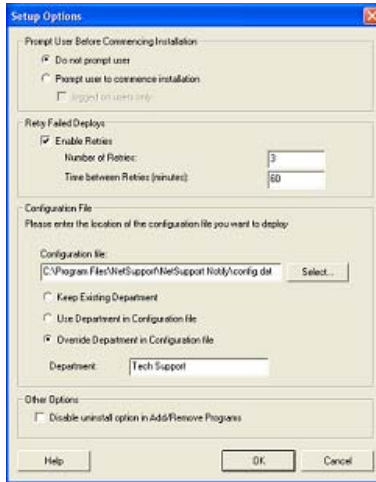 Setup Options
Prompt User Before Commencing Installation
Do not prompt user
Prompt user to commence installation
logged on users only
Retry Failed Deploys
Enable Retries
Number of Retries: 3
Time between Retries (minutes): 60
Configuration File
Please enter the location of the configuration file you want to deploy
Configuration file:
C:\Program Files\NetSupport\NetSupport Notify\config.dat Select...
Keep Existing Department
Use Department in Configuration file
Override Department in Configuration file
Department: Tech Support
Other Options
Disable uninstall option in Add/Remove Programs
Help OK Cancel